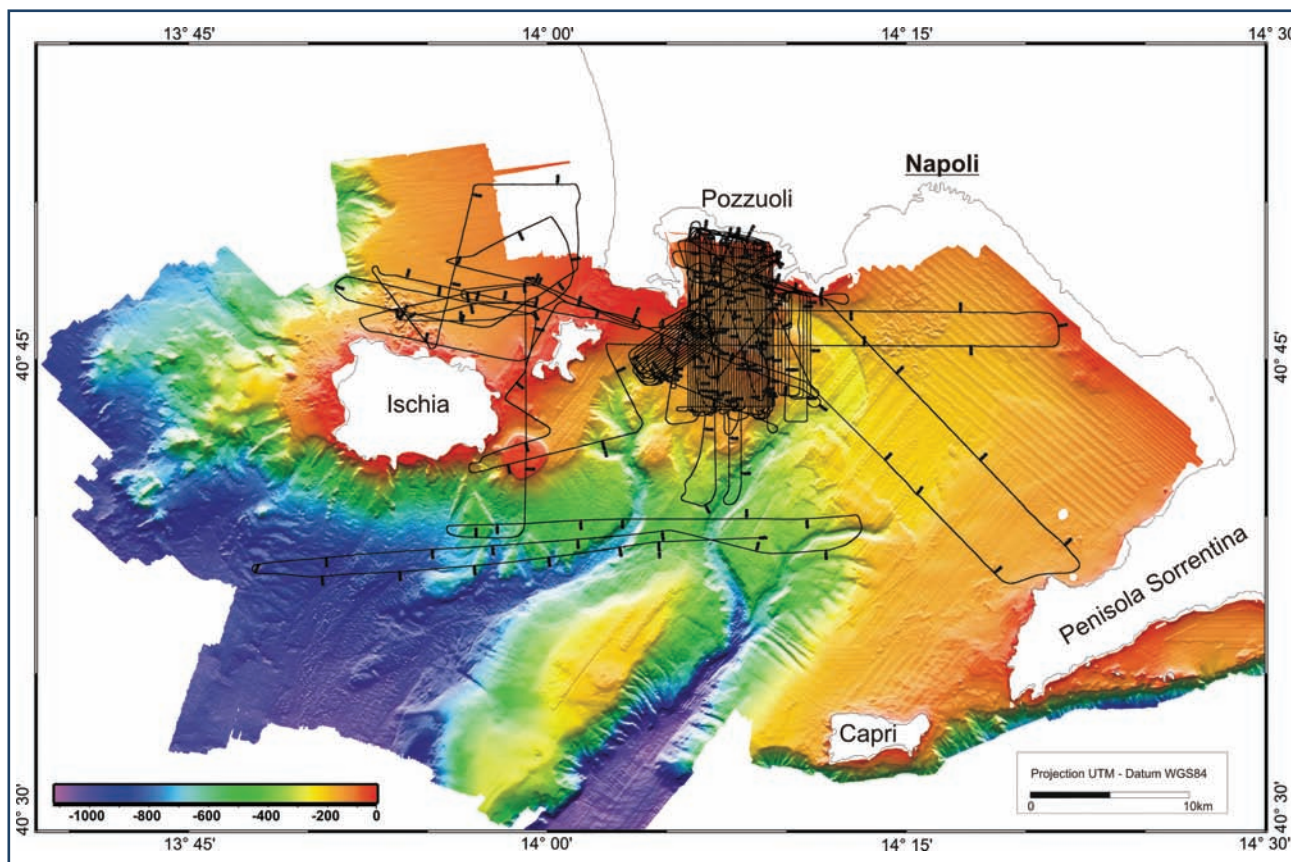 13° 45'
14° 00'
14° 15'
14° 30'
Napoli
Pozzuoli
40° 45'
40° 45'
Ischia
Penisola Sorrentina
Capri
Projection UTM - Datum WGS84
0 10km
-1000 -800 -600 -400 -200 0
40° 30'
40° 30'
13° 45'
14° 00'
14° 15'
14° 30'